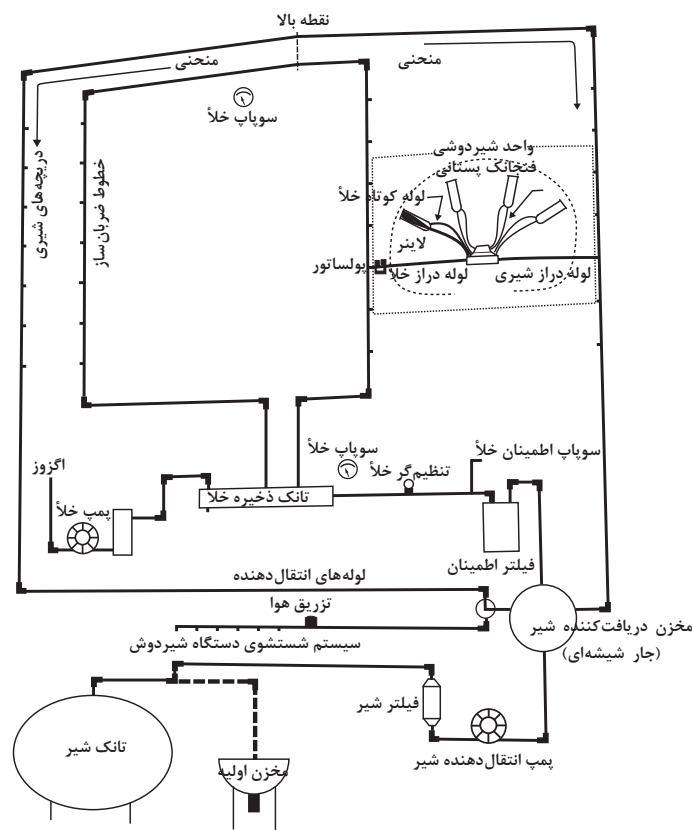 نقطه بالا
منحنی
منحنی
سوپاپ خلأ
دریچه‌های شیری
خطوط ضربان‌ساز
واحد شیردوشی
فنجانک پستانی
لوله کوتاه خلأ
لاینر
پولساتور
لوله دراز خلأ
لوله دراز شیری
سوپاپ خلأ
سوپاپ اطمینان خلأ
تنظیم‌گر خلأ
اگزوز
پمپ خلأ
تانک ذخیره خلأ
فیلتر اطمینان
لوله‌های انتقال‌دهنده
تزریق هوا
سیستم شستشوی دستگاه شیردوش
مخزن دریافت‌کننده شیر
(جار شیشه‌ای)
فیلتر شیر
تانک شیر
پمپ انتقال‌دهنده شیر
مخزن اولیه